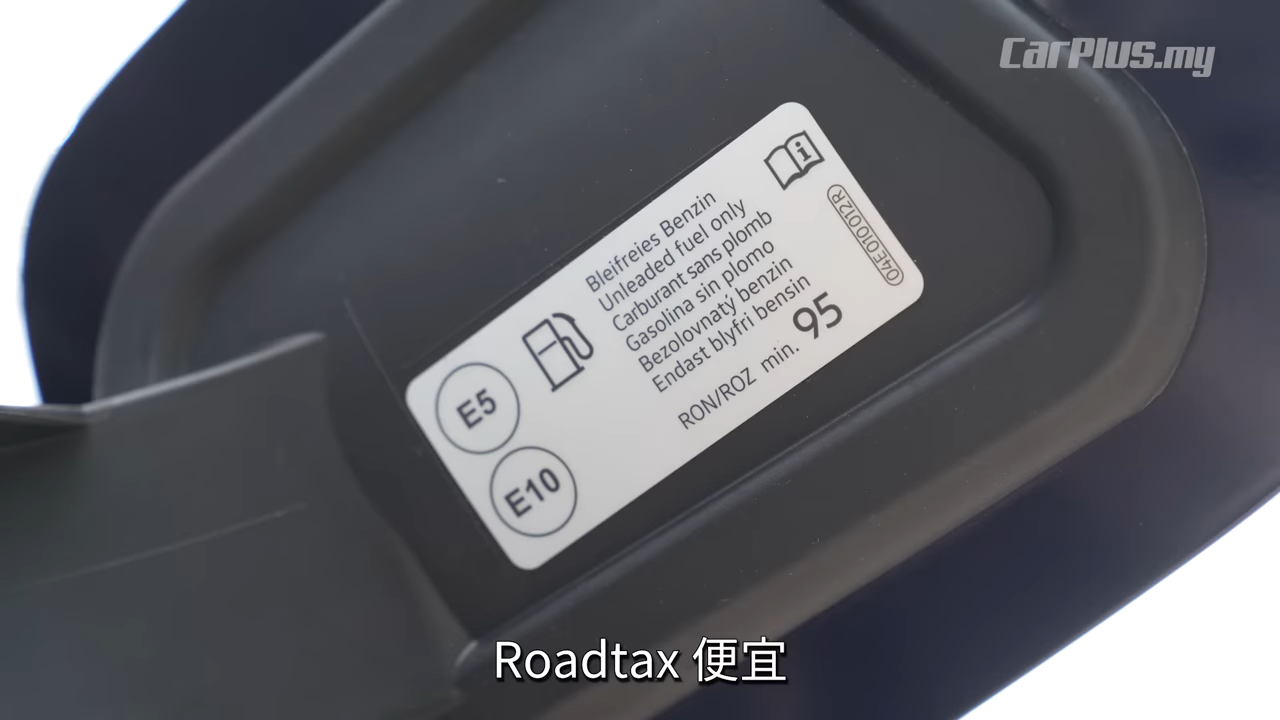 CarPlus.my
Bleifreies Benzin
Unleaded fuel only
Carburant sans plomb
Gasolina sin plomo
Bezolovnatý benzin
Endast blyfri bensin
RON/ROZ min. 95
E5
E10
04E010012R
Roadtax 便宜